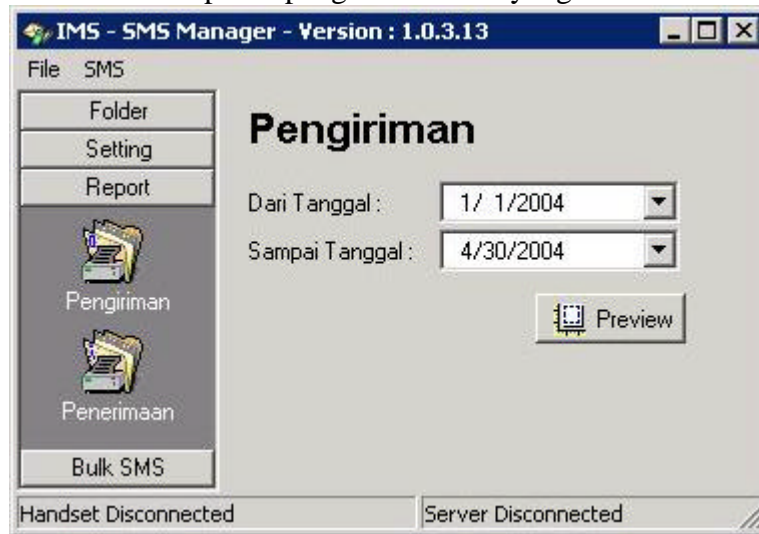 IMS - SMS Manager - Version : 1.0.3.13
File SMS
Folder
Setting
Report
Pengiriman
Penerimaan
Bulk SMS
Pengiriman
Dari Tanggal : 1/ 1/2004
Sampai Tanggal : 4/30/2004
Preview
Handset Disconnected
Server Disconnected